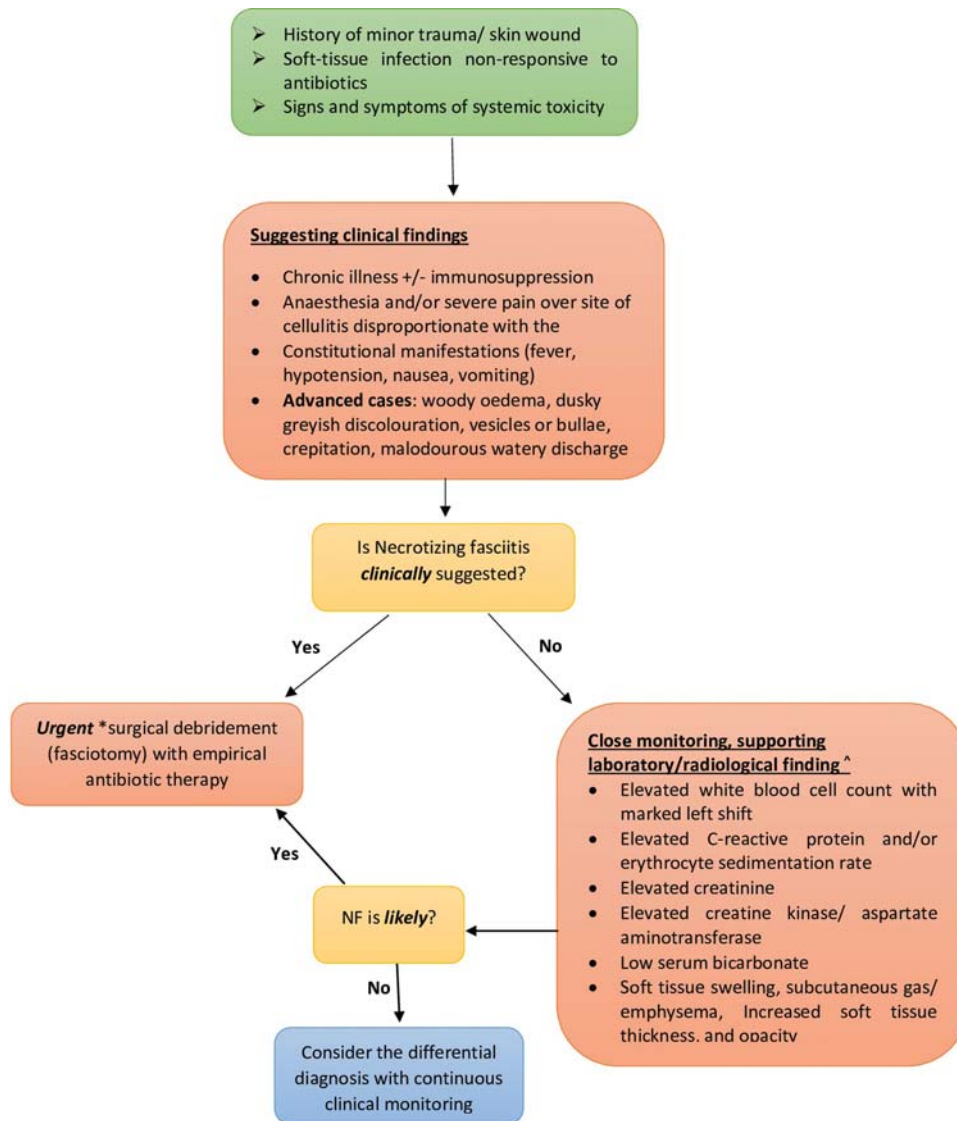 ➢ History of minor trauma/ skin wound
➢ Soft-tissue infection non-responsive to
antibiotics
➢ Signs and symptoms of systemic toxicity
Suggesting clinical findings
• Chronic illness +/- immunosuppression
• Anaesthesia and/or severe pain over site of
cellulitis disproportionate with the
• Constitutional manifestations (fever,
hypotension, nausea, vomiting)
• Advanced cases: woody oedema, dusky
greyish discolouration, vesicles or bullae,
crepitation, malodourous watery discharge
Is Necrotizing fasciitis
clinically suggested?
Yes
No
Urgent *surgical debridement
(fasciotomy) with empirical
antibiotic therapy
Close monitoring, supporting
laboratory/radiological finding ^
• Elevated white blood cell count with
marked left shift
• Elevated C-reactive protein and/or
erythrocyte sedimentation rate
• Elevated creatinine
• Elevated creatine kinase/ aspartate
aminotransferase
• Low serum bicarbonate
• Soft tissue swelling, subcutaneous gas/
emphysema, Increased soft tissue
thickness, and opacity
Yes
NF is likely?
No
Consider the differential
diagnosis with continuous
clinical monitoring